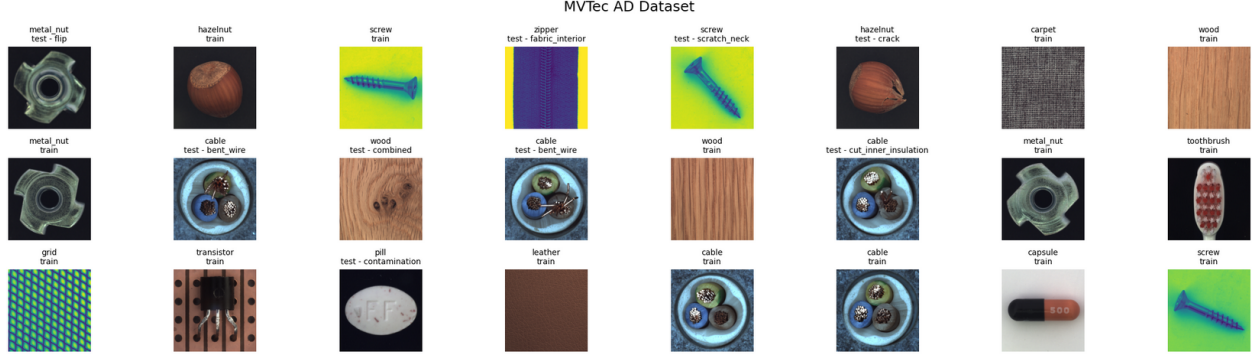 MVTec AD Dataset
metal_nut
train
test - flip
hazelnut
train
screw
train
zipper
test - fabric_interior
screw
test - scratch_neck
hazelnut
test - crack
carpet
train
wood
train
metal_nut
train
cable
test - bent_wire
wood
test - combined
cable
test - bent_wire
wood
train
cable
test - cut_inner_insulation
metal_nut
train
toothbrush
train
grid
train
transistor
train
pill
test - contamination
FF
leather
train
cable
train
cable
train
capsule
train
500
screw
train